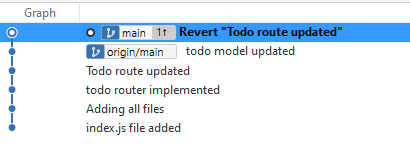 Graph
main 1↑ Revert "Todo route updated"
origin/main todo model updated
Todo route updated
todo router implemented
Adding all files
index.js file added